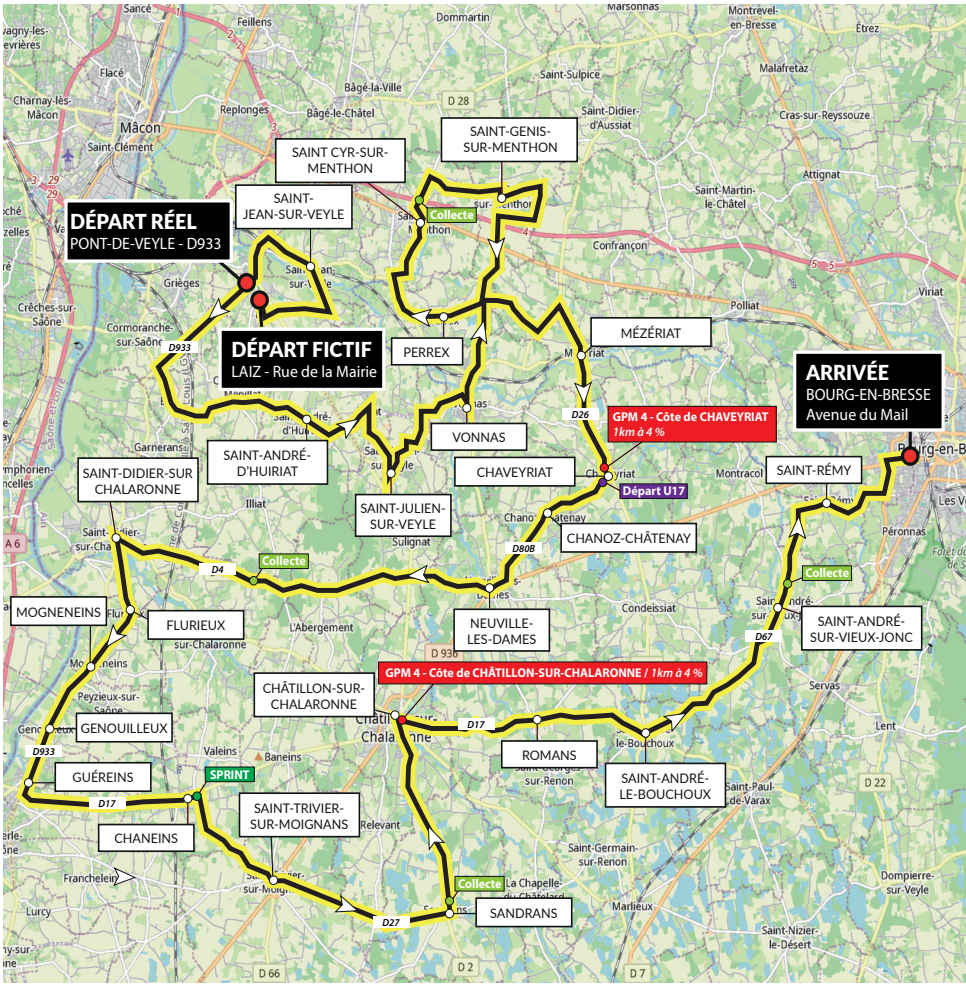 Sancé
Feillens
Dommartin
Marsonnas
Montrevel-
en-Bresse
Étrez
Flacé
Saint-Sulpice
Malafretaz
Bâgé-la-Ville
Charnay-lès-
Mâcon
Replonges
Bâgé-le-Châtel
D 28
Saint-Didier-
d'Aussiat
Cras-sur-Reyssouze
Mâcon
Saint-Clément
SAINT-GENIS-
SUR-MENTHON
SAINT CYR-SUR-
MENTHON
Attignat
Saint-Martin-
le-Châtel
SAINT-
JEAN-SUR-VEYLE
Collecte
DÉPART RÉEL
PONT-DE-VEYLE - D933
Confrançon
Grièges
Viriat
Crêches-sur-
Saône
Polliat
Cormoranche-
sur-Saône
MÉZÉRIAT
D933
DÉPART FICTIF
LAIZ - Rue de la Mairie
PERREX
ARRIVÉE
BOURG-EN-BRESSE
Avenue du Mail
D26
GPM 4 - Côte de CHAVEYRIAT
1km à 4 %
VONNAS
Garnerans
SAINT-ANDRÉ-
D'HUIRIAT
CHAVEYRIAT
Montracol
SAINT-RÉMY
SAINT-DIDIER-SUR
CHALARONNE
Départ U17
Illiat
SAINT-JULIEN-
SUR-VEYLE
Sulignat
CHANOZ-CHÂTENAY
Péronnas
A 6
D80B
D4
Collecte
Collecte
MOGNENEINS
FLURIEUX
L'Abergement
NEUVILLE-
LES-DAMES
Condeissiat
SAINT-ANDRÉ-
SUR-VIEUX-JONC
sur-Chalaronne
D67
D 936
GPM 4 - Côte de CHÂTILLON-SUR-CHALARONNE / 1km à 4 %
Servas
CHÂTILLON-SUR-
CHALARONNE
Peyzieux-sur-
Saône
D17
Lent
GENOUILLEUX
ROMANS
Valeins
Baneins
D933
SAINT-ANDRÉ-
LE-BOUCHOUX
GUÉREINS
SPRINT
Saint-Paul-
de-Varax
D 22
D17
SAINT-TRIVIER-
SUR-MOIGNANS
CHANEINS
Relevant
Saint-Germain-
sur-Renon
Francheleins
Collecte
La Chapelle-
du-Châtelard
Dompierre-
sur-Veyle
Lurcy
D27
SANDRANS
Marlieux
Saint-Nizier-
le-Désert
D 66
D 2
D 7